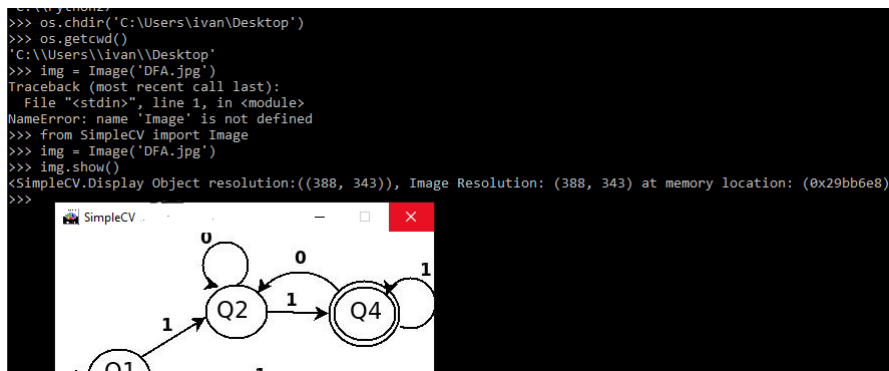 >>> os.chdir('C:\Users\ivan\Desktop')
>>> os.getcwd()
'C:\\Users\\ivan\\Desktop'
>>> img = Image('DFA.jpg')
Traceback (most recent call last):
  File "<stdin>", line 1, in <module>
NameError: name 'Image' is not defined
>>> from SimpleCV import Image
>>> img = Image('DFA.jpg')
>>> img.show()
<SimpleCV.Display Object resolution:((388, 343)), Image Resolution: (388, 343) at memory location: (0x29bb6e8)
>>>
SimpleCV
0
0
1
Q2
1
Q4
1
Q1
1